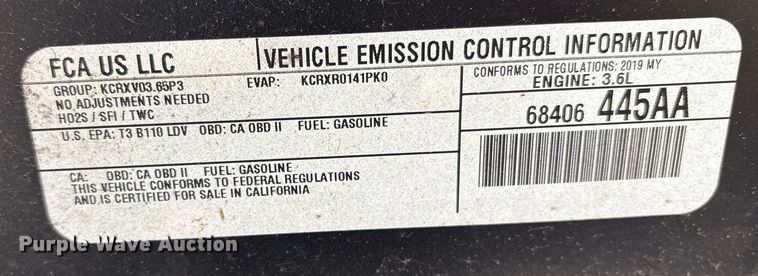 FCA US LLC
VEHICLE EMISSION CONTROL INFORMATION
GROUP: KCRXV03.65P3 EVAP: KCRXR0141PK0
NO ADJUSTMENTS NEEDED
HO2S / SFI / TWC
CONFORMS TO REGULATIONS: 2019 MY
ENGINE: 3.6L
U.S. EPA: T3 B110 LDV OBD: CA OBD II FUEL: GASOLINE
68406 445AA
CA: OBD: CA OBD II FUEL: GASOLINE
THIS VEHICLE CONFORMS TO FEDERAL REGULATIONS
AND IS CERTIFIED FOR SALE IN CALIFORNIA
Purple Wave Auction